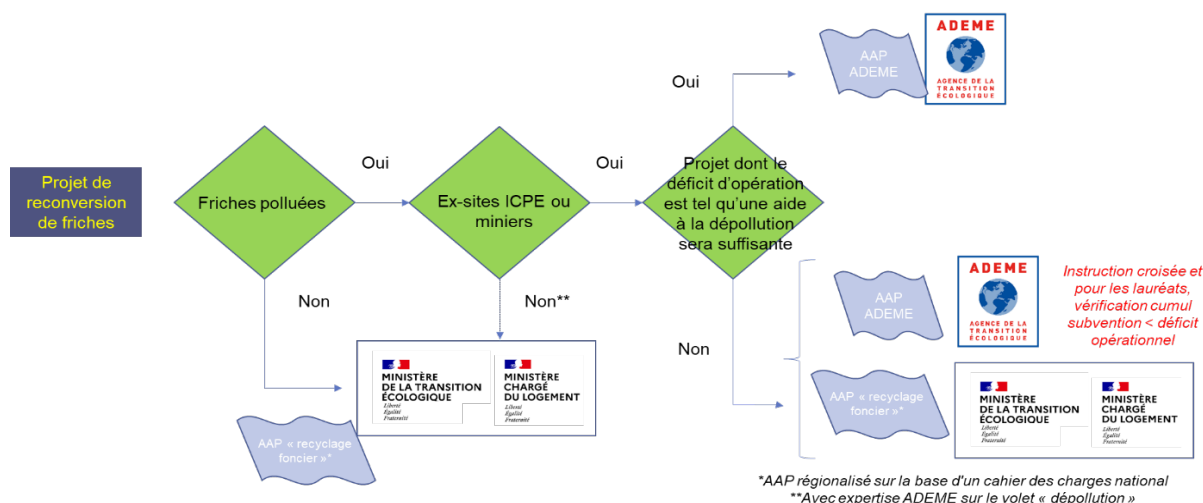 Projet de
reconversion
de friches
Friches polluées
Oui
Ex-sites ICPE ou
miniers
Oui
Projet dont le
déficit d'opération
est tel qu'une aide
à la dépollution
sera suffisante
Oui
AAP
ADEME
ADEME
AGENCE DE LA
TRANSITION
ÉCOLOGIQUE
Non
Non**
MINISTÈRE
DE LA TRANSITION
ÉCOLOGIQUE
Liberté
Égalité
Fraternité
MINISTÈRE
CHARGÉ
DU LOGEMENT
Liberté
Égalité
Fraternité
AAP « recyclage
foncier »*
Non
AAP
ADEME
ADEME
AGENCE DE LA
TRANSITION
ÉCOLOGIQUE
Instruction croisée et
pour les lauréats,
vérification cumul
subvention < déficit
opérationnel
AAP « recyclage
foncier »*
MINISTÈRE
DE LA TRANSITION
ÉCOLOGIQUE
Liberté
Égalité
Fraternité
MINISTÈRE
CHARGÉ
DU LOGEMENT
Liberté
Égalité
Fraternité
*AAP régionalisé sur la base d'un cahier des charges national
**Avec expertise ADEME sur le volet « dépollution »